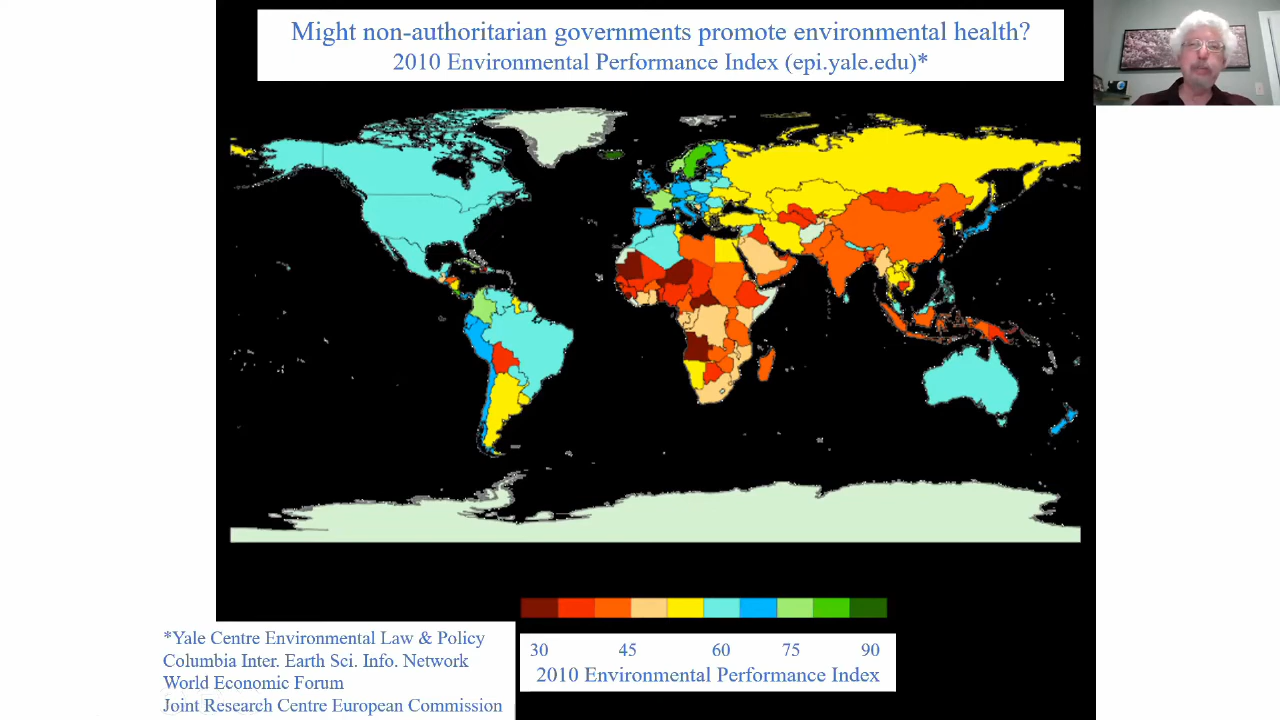 Might non-authoritarian governments promote environmental health?
2010 Environmental Performance Index (epi.yale.edu)*
30 45 60 75 90
2010 Environmental Performance Index
*Yale Centre Environmental Law & Policy
Columbia Inter. Earth Sci. Info. Network
World Economic Forum
Joint Research Centre European Commission